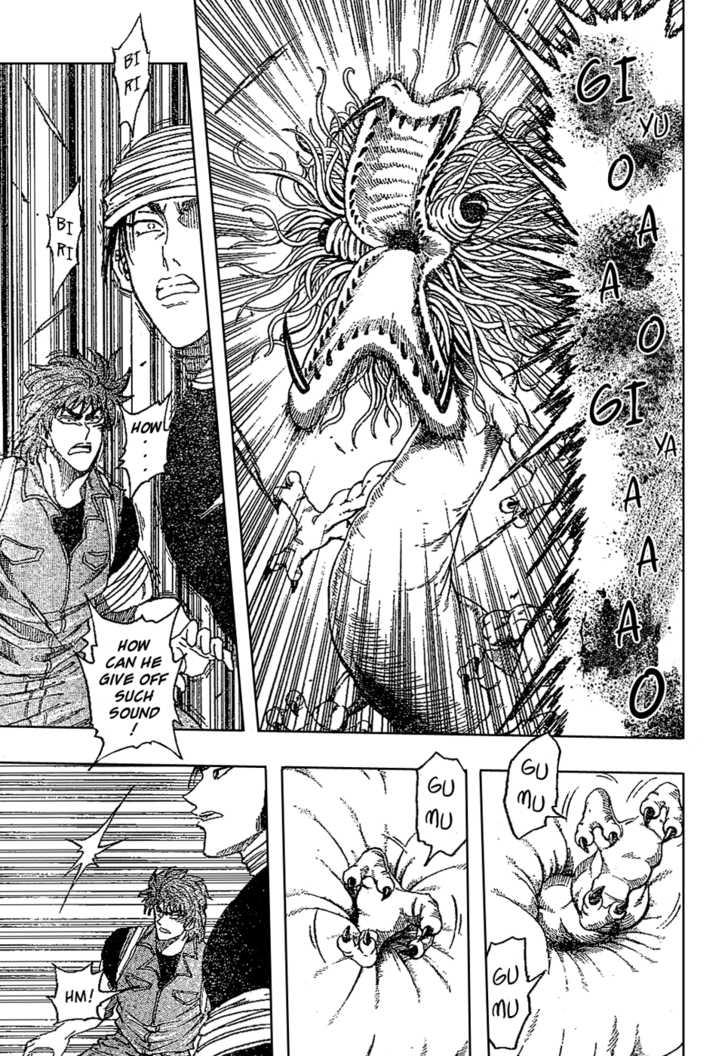 GI
YU
O
A
A
O
GI
YA
A
A
A
O
BI
RI
BI
RI
HOW
...
HOW
CAN HE
GIVE OFF
SUCH
SOUND
!
GU
MU
GU
MU
GU
MU
HM!